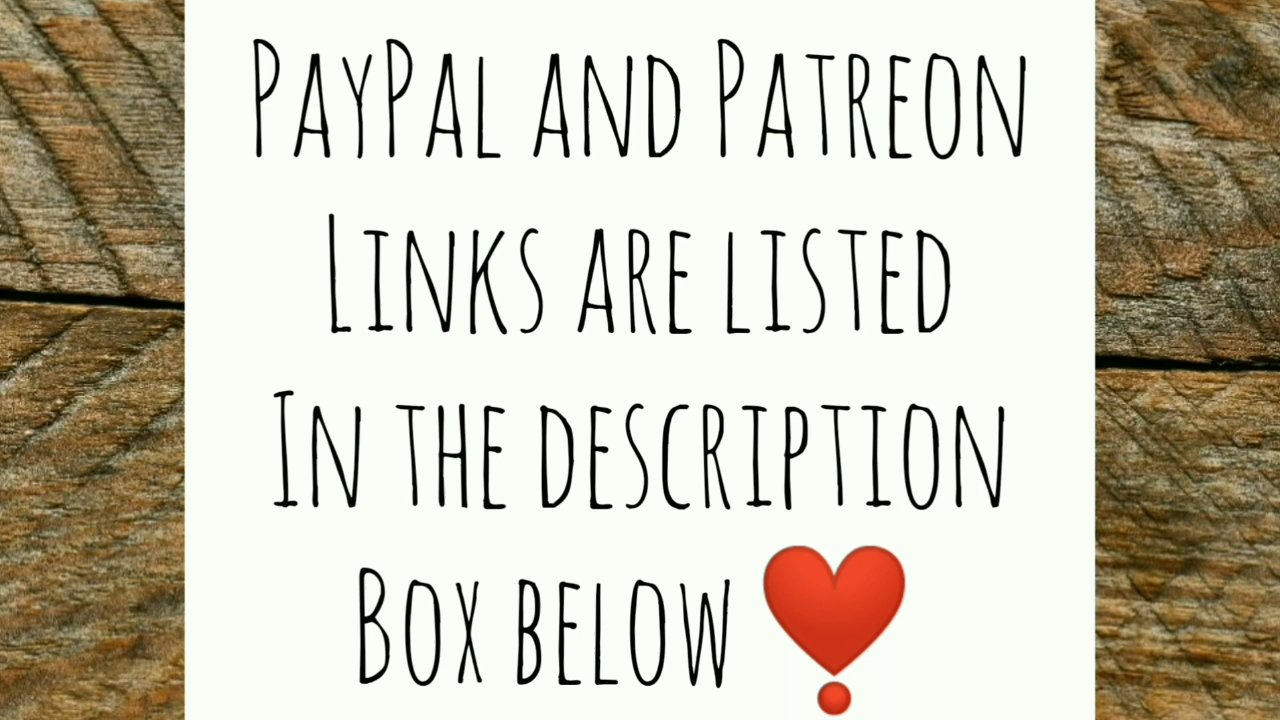 PayPal and Patreon
Links are listed
In the description
Box below ❣